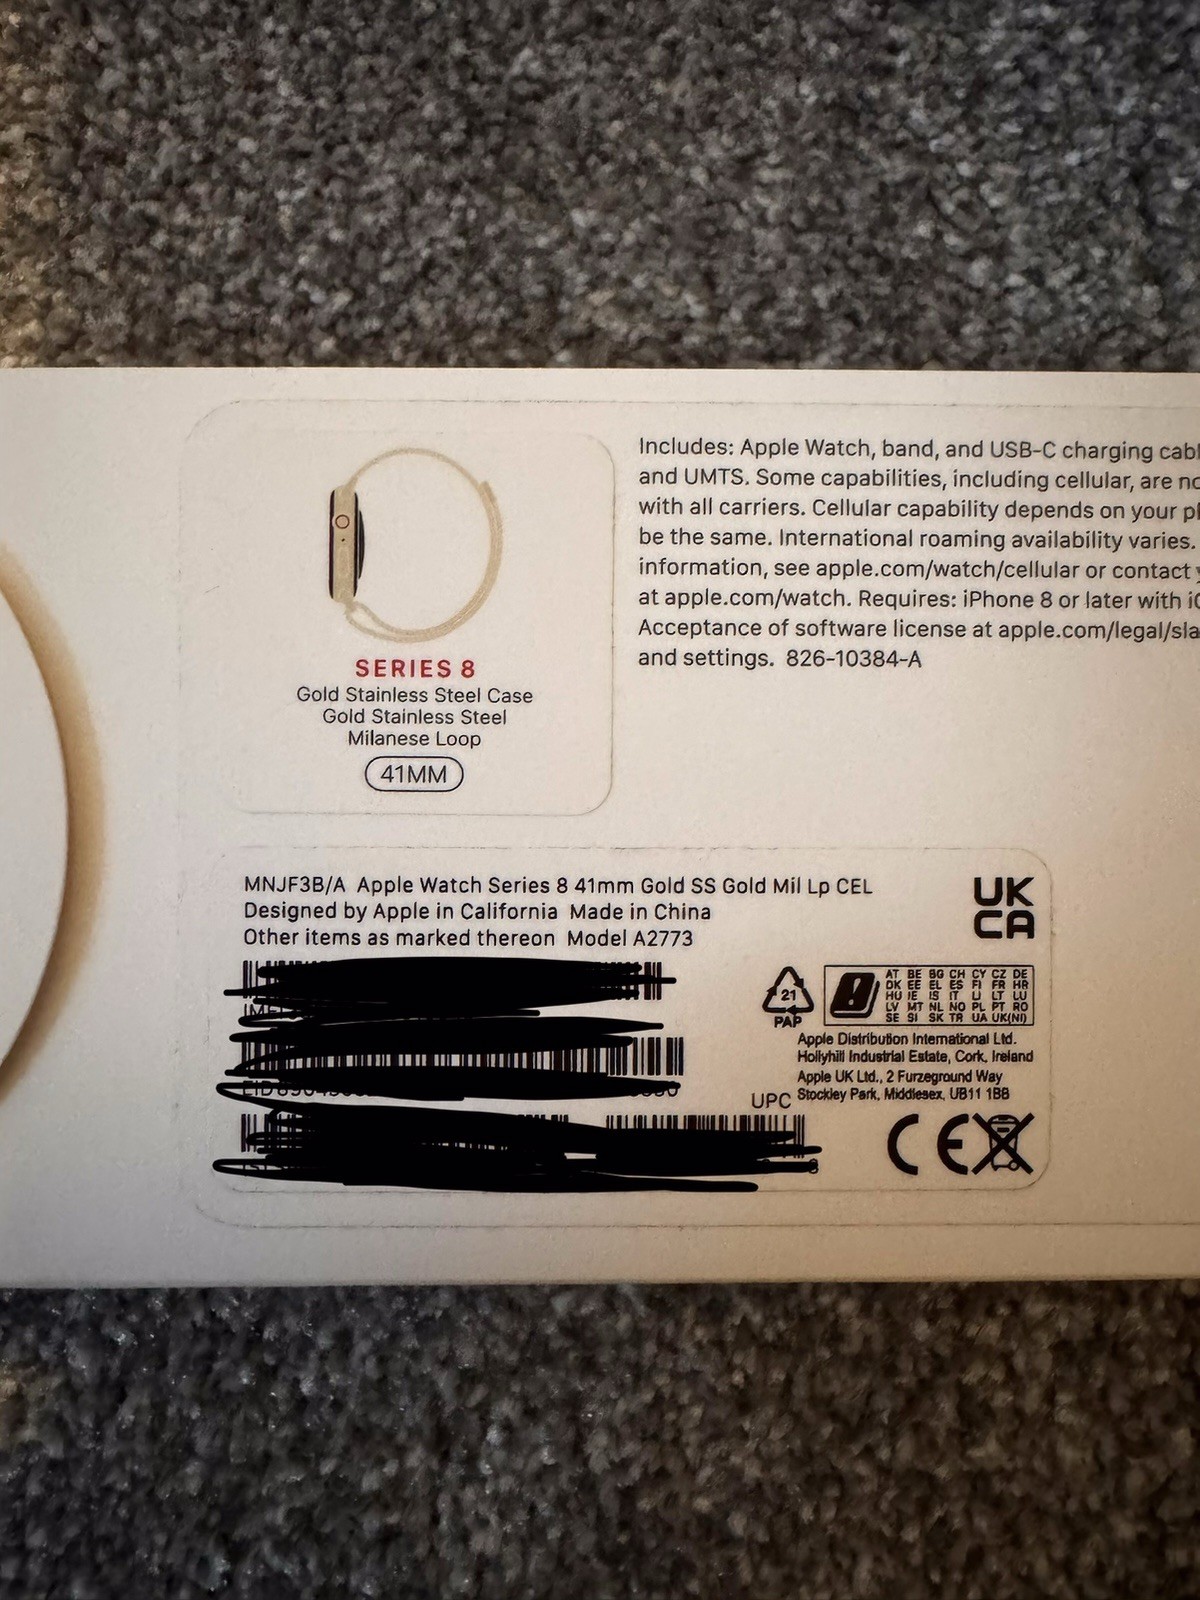 SERIES 8
Gold Stainless Steel Case
Gold Stainless Steel
Milanese Loop
41MM
Includes: Apple Watch, band, and USB-C charging
and UMTS. Some capabilities, including cellular, are
with all carriers. Cellular capability depends on your
be the same. International roaming availability varies.
information, see apple.com/watch/cellular or contact
at apple.com/watch. Requires: iPhone 8 or later with
Acceptance of software license at apple.com/legal/sla
and settings. 826-10384-A
MNJF3B/A Apple Watch Series 8 41mm Gold SS Gold Mil Lp CEL
Designed by Apple in California Made in China
Other items as marked thereon Model A2773
UK
CA
21
PAP
AT BE BG CH CY CZ DE
DK EE EL ES FI FR HR
HU IE IS IT LI LT LU
LV MT NL NO PL PT RO
SE SI SK TR UA UK(NI)
Apple Distribution International Ltd.
Hollyhill Industrial Estate, Cork, Ireland
Apple UK Ltd., 2 Furzeground Way
Stockley Park, Middlesex, UB11 1BB
UPC
CE